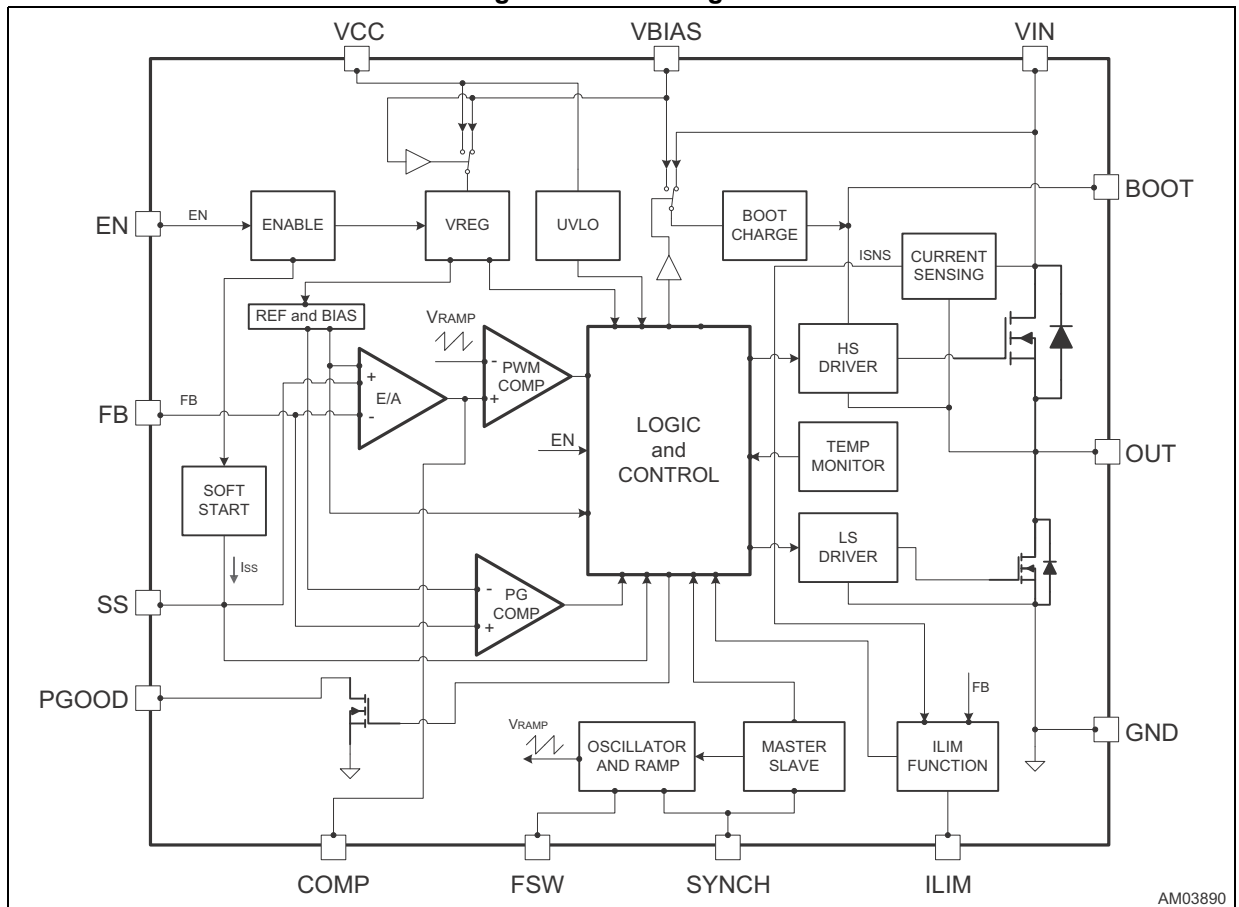 VCC
VBIAS
VIN
BOOT
EN
EN
ENABLE
VREG
UVLO
BOOT
CHARGE
ISNS
CURRENT
SENSING
REF and BIAS
VRAMP
-
PWM
COMP
+
+
E/A
-
HS
DRIVER
FB
FB
LOGIC
and
CONTROL
EN
TEMP
MONITOR
OUT
SOFT
START
ISS
LS
DRIVER
-
PG
COMP
+
SS
PGOOD
VRAMP
OSCILLATOR
AND RAMP
MASTER
SLAVE
FB
ILIM
FUNCTION
GND
COMP
FSW
SYNCH
ILIM
AM03890